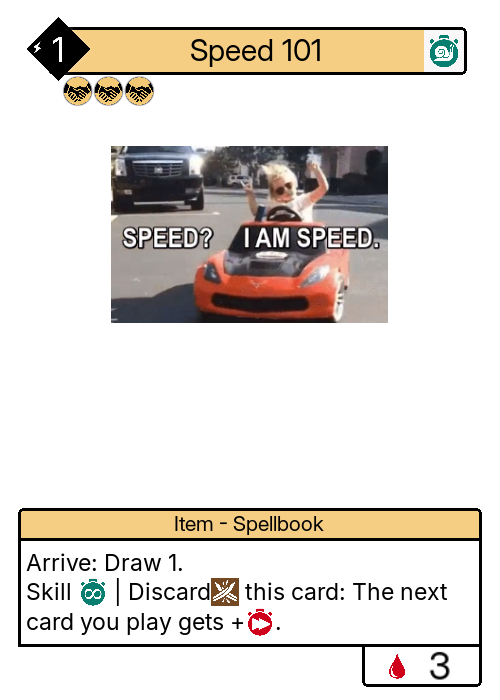 1
Speed 101
SPEED? I AM SPEED.
Item - Spellbook
Arrive: Draw 1.
Skill | Discard this card: The next
card you play gets + .
3